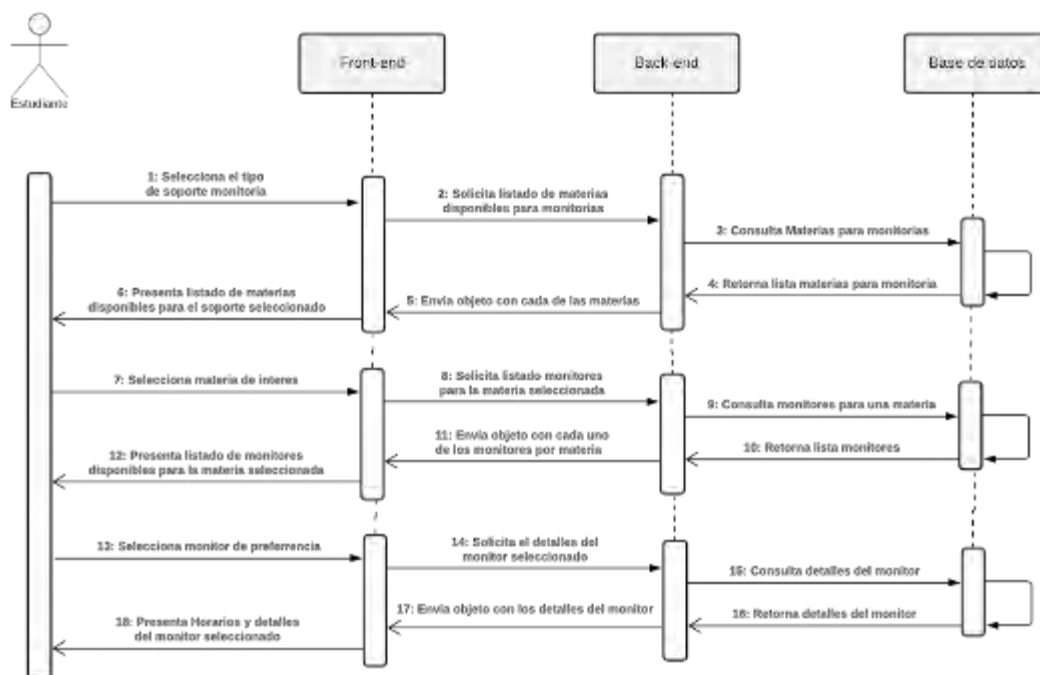 Estudiante
Front-end
Back-end
Base de datos
1: Selecciona el tipo
de soporte monitoria
2: Solicita listado de materias
disponibles para monitorias
3: Consulta Materias para monitorias
4: Retorna lista materias para monitoria
5: Envia objeto con cada de las materias
6: Presenta listado de materias
disponibles para el soporte seleccionado
7: Selecciona materia de interes
8: Solicita listado monitores
para la materia seleccionada
9: Consulta monitores para una materia
10: Retorna lista monitores
11: Envia objeto con cada uno
de los monitores por materia
12: Presenta listado de monitores
disponibles para la materia seleccionada
13: Selecciona monitor de preferrencia
14: Solicita el detalles del
monitor seleccionado
15: Consulta detalles del monitor
16: Retorna detalles del monitor
17: Envia objeto con los detalles del monitor
18: Presenta Horarios y detalles
del monitor seleccionado